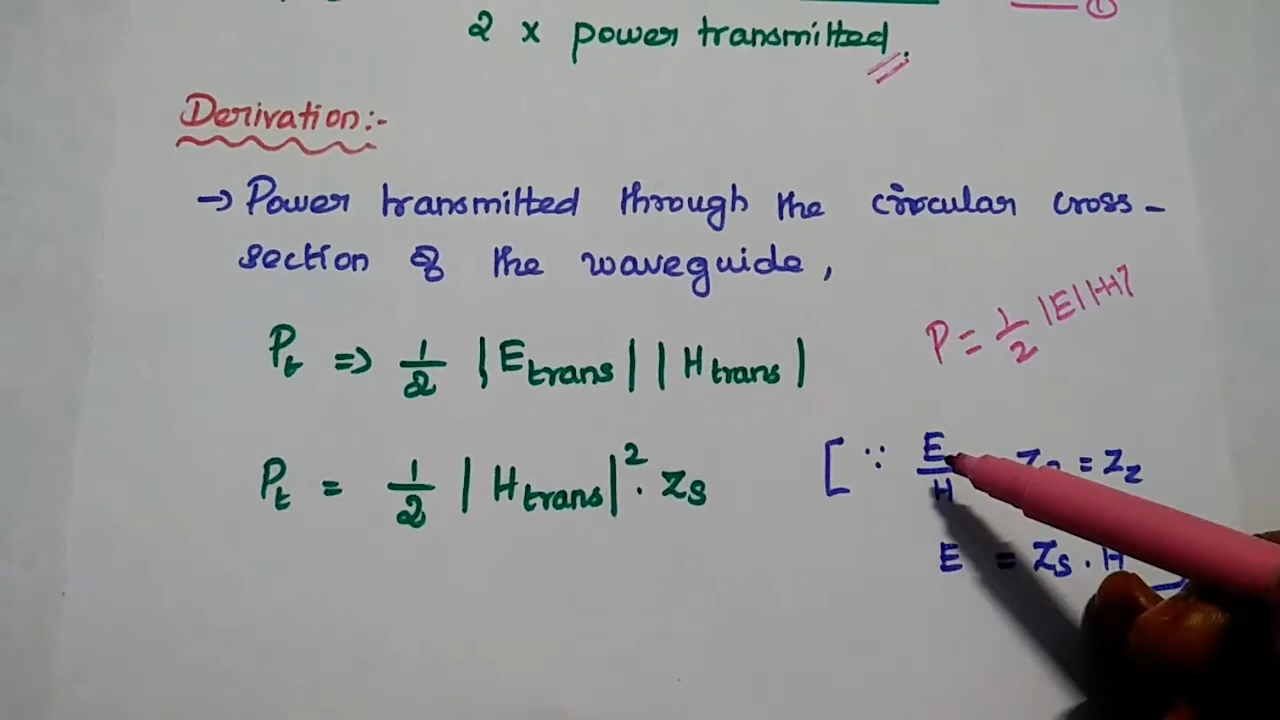 2 x power transmitted.
Derivation:-
→ Power transmitted through the circular cross-
section of the waveguide,
P = 1/2 |E||H|
Pt => 1/2 |Etrans| |Htrans|
Pt = 1/2 |Htrans|². Zs
[ ∵ E/H = Zz
E = Zs . H